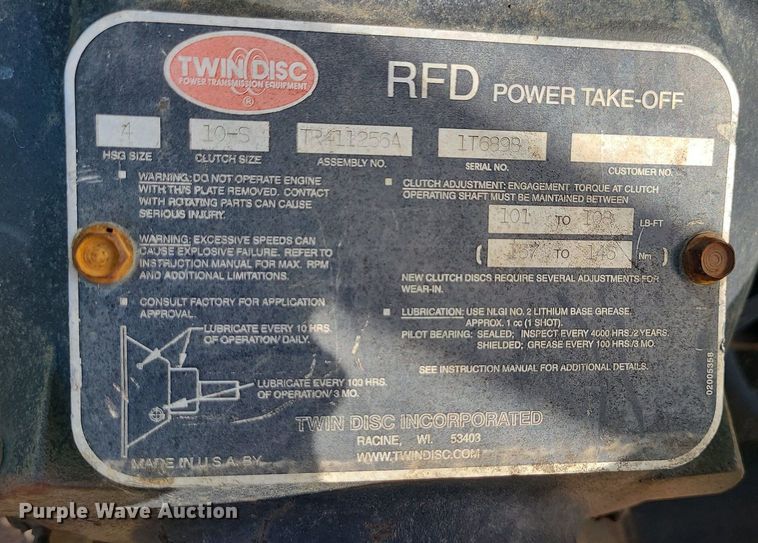 TWIN DISC
POWER TRANSMISSION EQUIPMENT
®
RFD POWER TAKE-OFF
4
HSG SIZE
10-S
CLUTCH SIZE
ASSEMBLY NO.
SERIAL NO.
CUSTOMER NO.
WARNING: DO NOT OPERATE ENGINE
WITH THIS PLATE REMOVED. CONTACT
WITH ROTATING PARTS CAN CAUSE
SERIOUS INJURY.
WARNING: EXCESSIVE SPEEDS CAN
CAUSE EXPLOSIVE FAILURE. REFER TO
INSTRUCTION MANUAL FOR MAX. RPM
AND ADDITIONAL LIMITATIONS.
CONSULT FACTORY FOR APPLICATION
APPROVAL.
LUBRICATE EVERY 10 HRS.
OF OPERATION/ DAILY.
LUBRICATE EVERY 100 HRS.
OF OPERATION/ 3 MO.
CLUTCH ADJUSTMENT: ENGAGEMENT TORQUE AT CLUTCH
OPERATING SHAFT MUST BE MAINTAINED BETWEEN
101 TO LB-FT
( TO Nm )
NEW CLUTCH DISCS REQUIRE SEVERAL ADJUSTMENTS FOR
WEAR-IN.
LUBRICATION: USE NLGI NO. 2 LITHIUM BASE GREASE.
APPROX. 1 cc (1 SHOT).
PILOT BEARING: SEALED; INSPECT EVERY 4000 HRS./2 YEARS.
SHIELDED; GREASE EVERY 100 HRS./3 MO.
SEE INSTRUCTION MANUAL FOR ADDITIONAL DETAILS.
02005358
TWIN DISC INCORPORATED
RACINE, WI. 53403
WWW.TWINDISC.COM
MADE IN U.S.A. BY
Purple Wave Auction